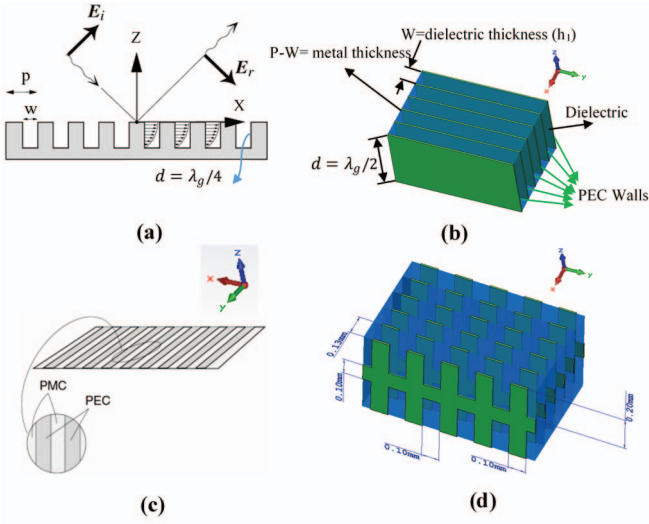 E_i
Z
E_r
p
w
X
d = λ_g/4
(a)
W=dielectric thickness (h₁)
P-W= metal thickness
z
x
y
Dielectric
d = λ_g/2
PEC Walls
(b)
z
x
y
PMC
PEC
(c)
z
x
y
0.13mm
0.10mm
0.20mm
0.10mm
0.10mm
(d)